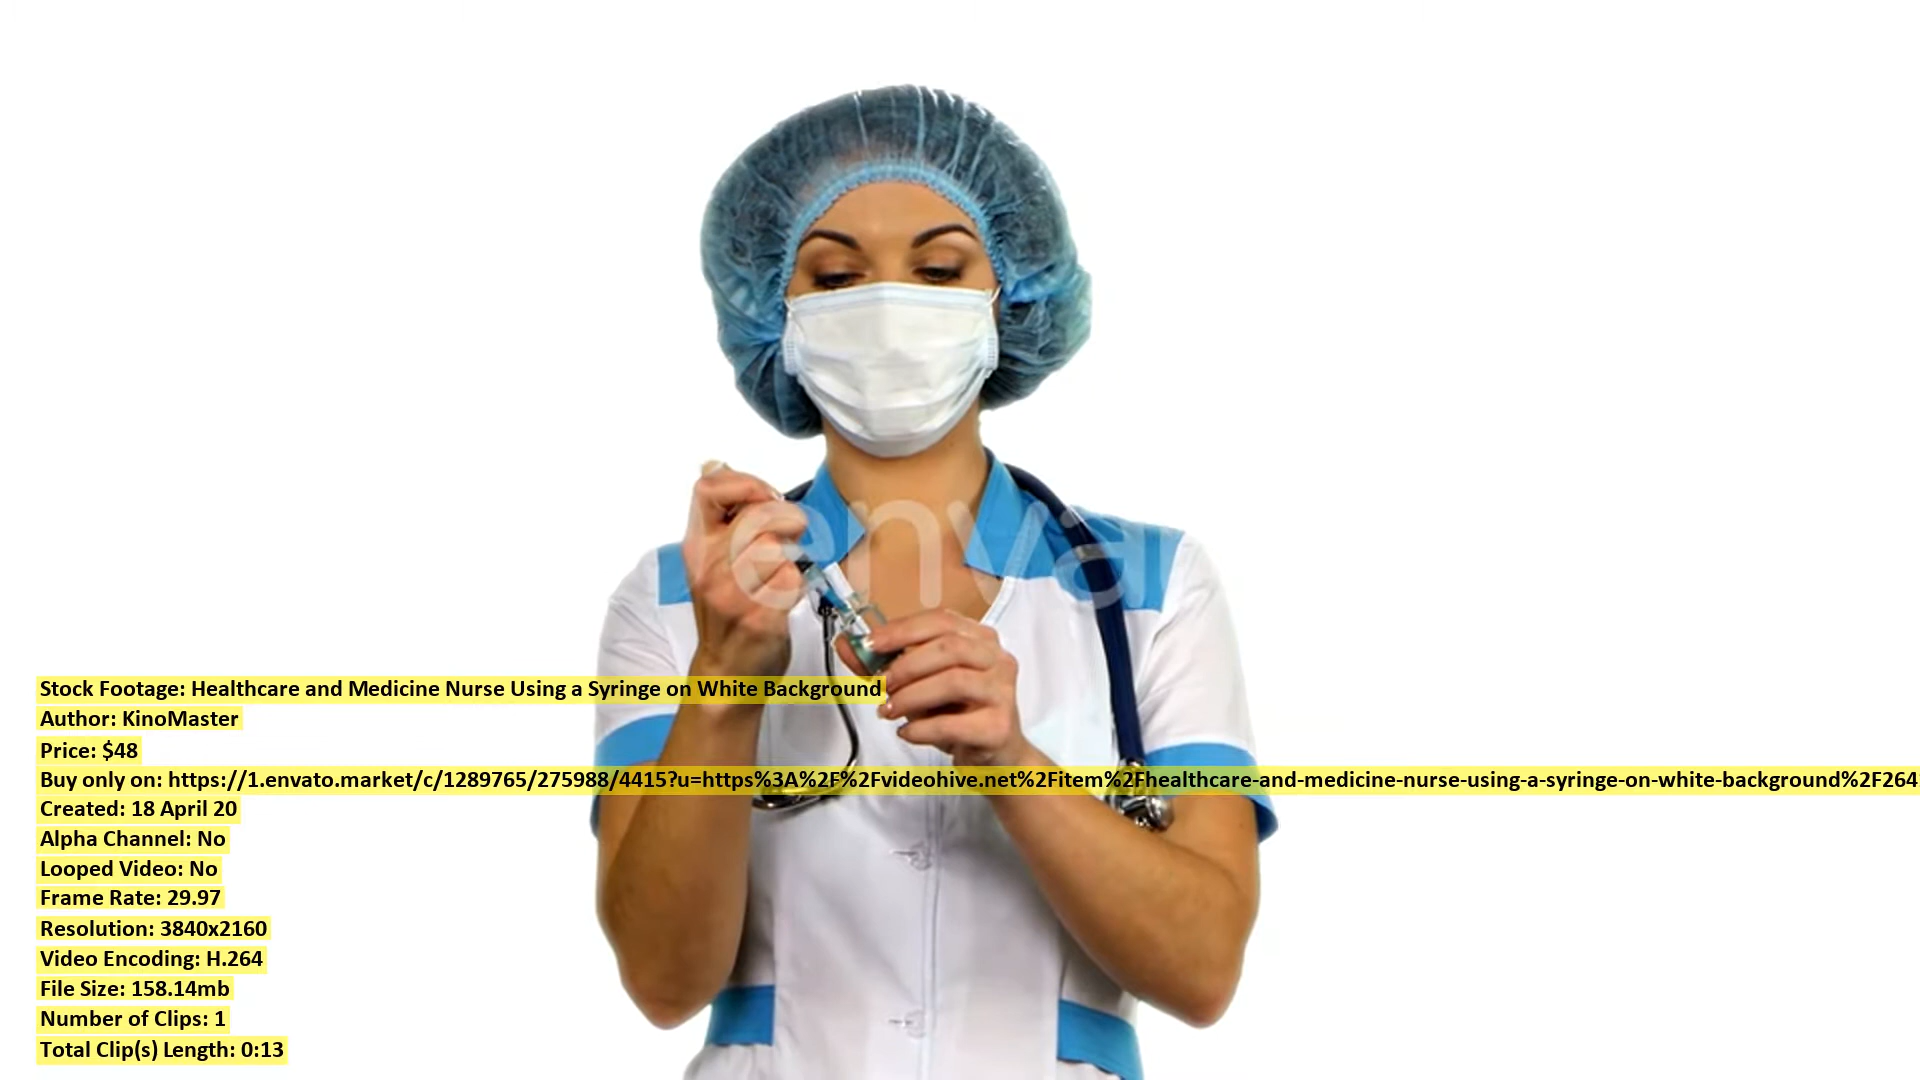 envato
Stock Footage: Healthcare and Medicine Nurse Using a Syringe on White Background
Author: KinoMaster
Price: $48
Buy only on: https://1.envato.market/c/1289765/275988/4415?u=https%3A%2F%2Fvideohive.net%2Fitem%2Fhealthcare-and-medicine-nurse-using-a-syringe-on-white-background%2F264
Created: 18 April 20
Alpha Channel: No
Looped Video: No
Frame Rate: 29.97
Resolution: 3840x2160
Video Encoding: H.264
File Size: 158.14mb
Number of Clips: 1
Total Clip(s) Length: 0:13